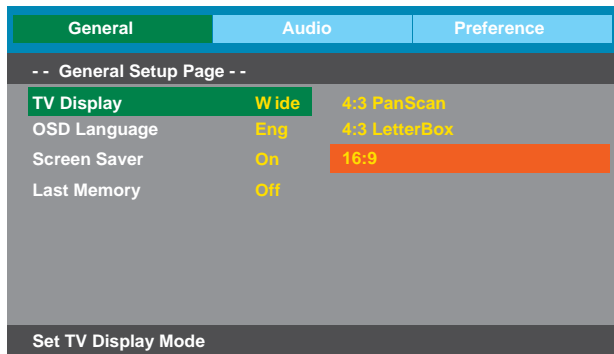 General Audio Preference
- - General Setup Page - -
TV Display Wide 4:3 PanScan
OSD Language Eng 4:3 LetterBox
Screen Saver On 16:9
Last Memory Off
Set TV Display Mode